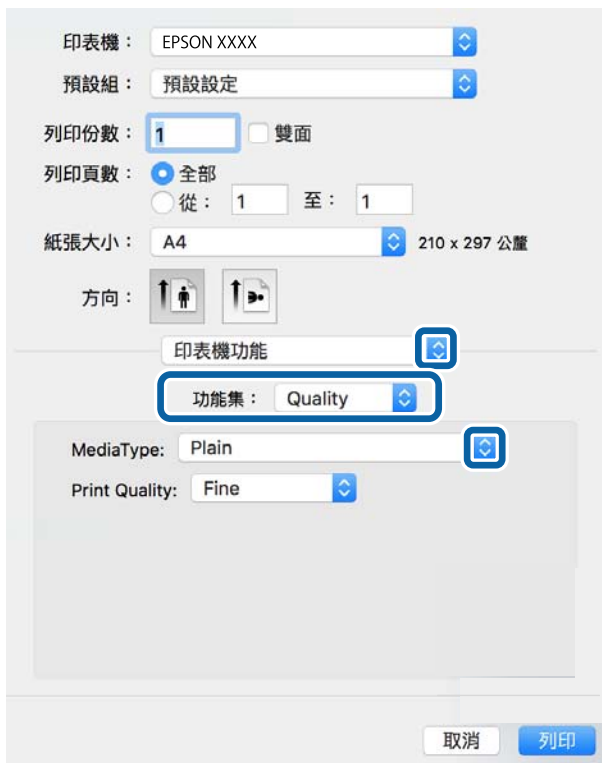 印表機： EPSON XXXX
預設組： 預設設定
列印份數： 1 雙面
列印頁數： 全部
從： 1 至： 1
紙張大小： A4 210 x 297 公釐
方向：
印表機功能
功能集： Quality
MediaType: Plain
Print Quality: Fine
取消 列印